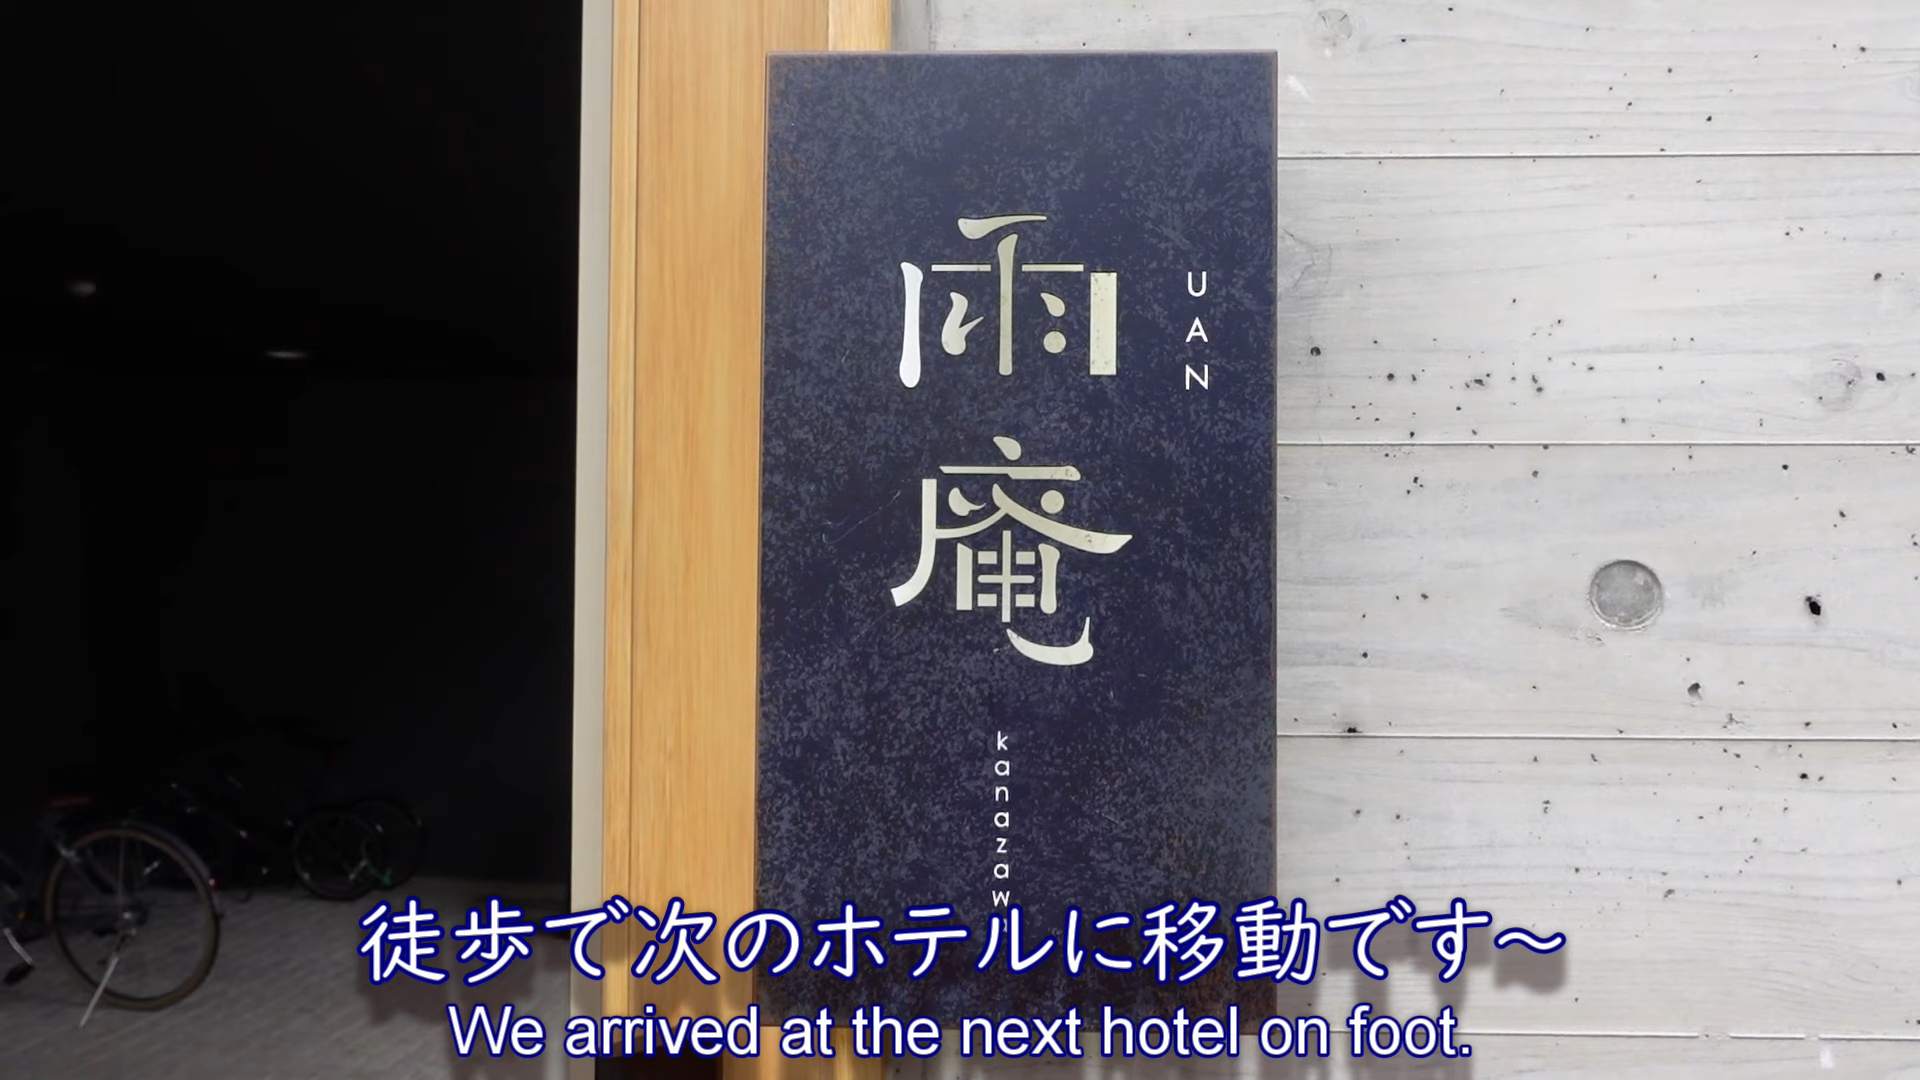 雨庵
UAN
kanazawa
徒歩で次のホテルに移動です～
We arrived at the next hotel on foot.